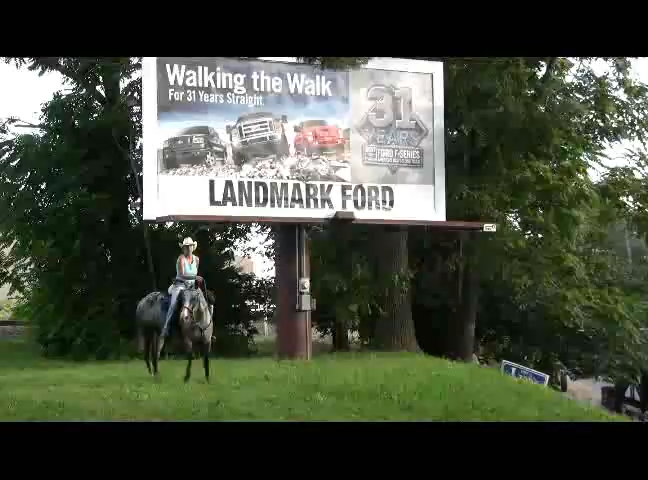 Walking the Walk
For 31 Years Straight.
31
YEARS
FORD F-SERIES
LANDMARK FORD